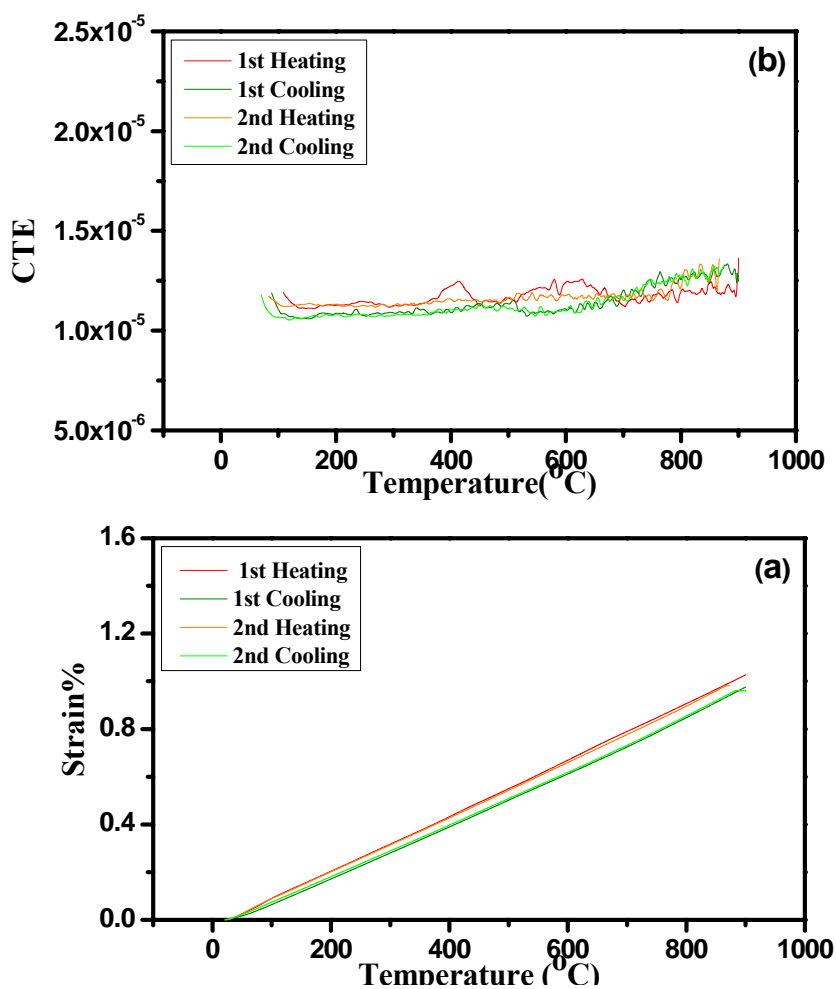 2.5x10⁻⁵
(b)
1st Heating
1st Cooling
2nd Heating
2nd Cooling
2.0x10⁻⁵
CTE
1.5x10⁻⁵
1.0x10⁻⁵
5.0x10⁻⁶
0 200 400 600 800 1000
Temperature(⁰C)
1.6
(a)
1st Heating
1st Cooling
2nd Heating
2nd Cooling
1.2
Strain%
0.8
0.4
0.0
0 200 400 600 800 1000
Temperature (⁰C)